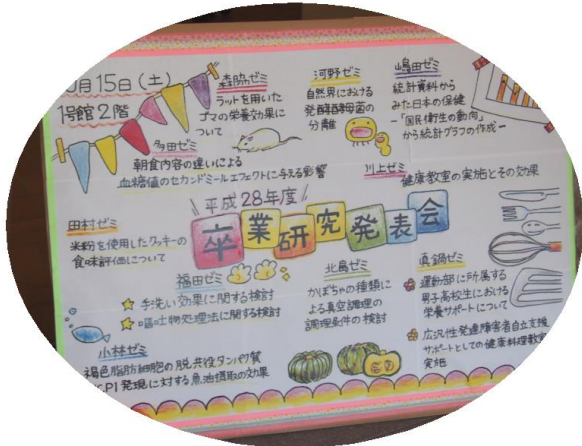 月15日(土)
1号館2階
森脇ゼミ
ラットを用いた
ゴマの栄養効果に
ついて
河野ゼミ
自然界における
発酵酵母菌の
分離
嶋田ゼミ
統計資料から
みた日本の保健
-「国民衛生の動向」
から統計グラフの作成-
多田ゼミ
朝食内容の違いによる
血糖値のセカンドミールエフェクトに与える影響
川上ゼミ
健康教室の実施とその効果
平成28年度
卒業研究発表会
田村ゼミ
米粉を使用したクッキーの
食味評価について
福田ゼミ
手洗い効果に関する検討
嘔吐物処理法に関する検討
北島ゼミ
かぼちゃの種類に
よる真空調理の
調理条件の検討
真鍋ゼミ
運動部に所属する
男子高校生における
栄養サポートについて
広汎性発達障害者自立支援
サポートとしての健康料理教室
実施
小林ゼミ
褐色脂肪細胞の脱共役タンパク質
CP1発現に対する魚油摂取の効果